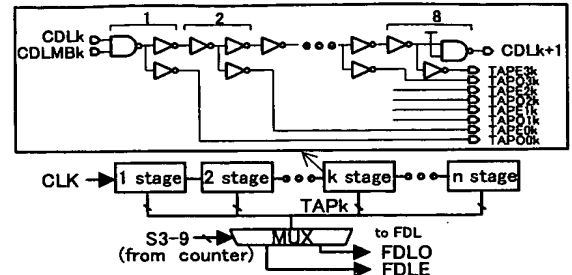 1 2 8
CDLk
CDLMBk
CDLk+1
TAPE3k
TAPO3k
TAPE2k
TAPO2k
TAPE1k
TAPO1k
TAPE0k
TAPO0k
CLK 1 stage 2 stage k stage n stage
TAPk
S3-9 MUX to FDL
(from counter) FDLO
FDLE